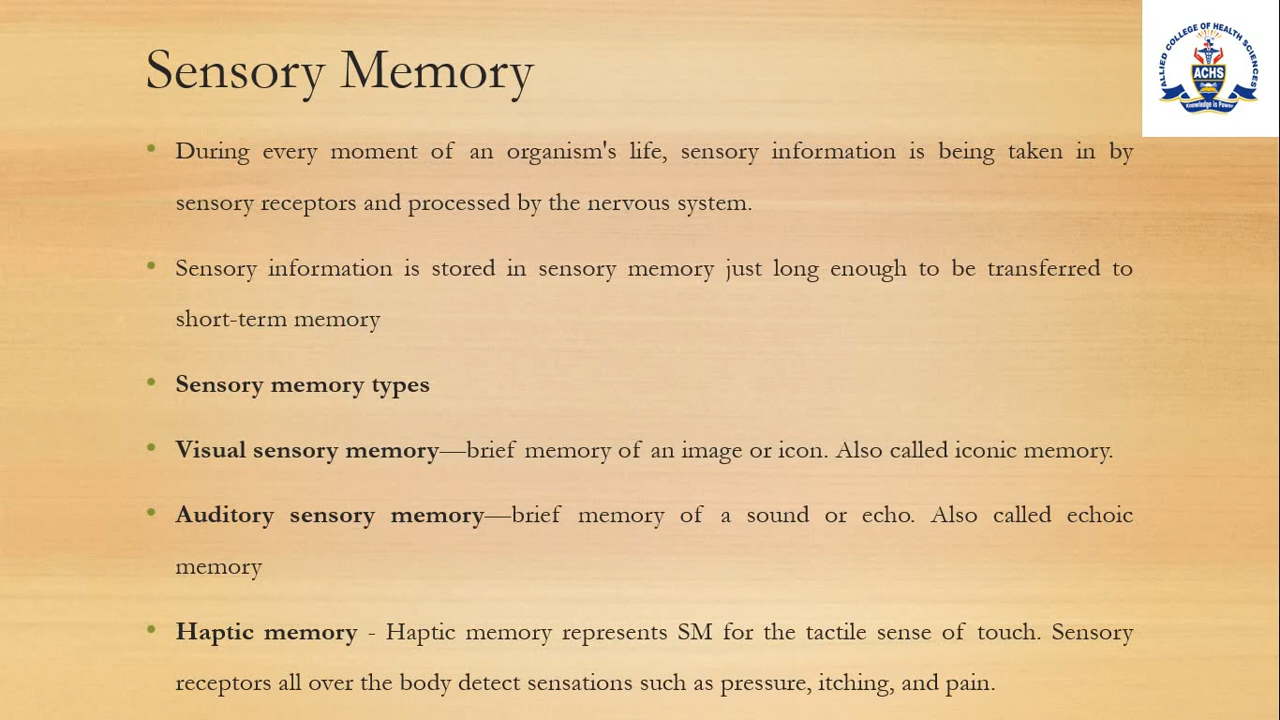 Sensory Memory
ALLIED COLLEGE OF HEALTH SCIENCES
ACHS
Knowledge is Power
• During every moment of an organism's life, sensory information is being taken in by
sensory receptors and processed by the nervous system.
• Sensory information is stored in sensory memory just long enough to be transferred to
short-term memory
• Sensory memory types
• Visual sensory memory—brief memory of an image or icon. Also called iconic memory.
• Auditory sensory memory—brief memory of a sound or echo. Also called echoic
memory
• Haptic memory - Haptic memory represents SM for the tactile sense of touch. Sensory
receptors all over the body detect sensations such as pressure, itching, and pain.